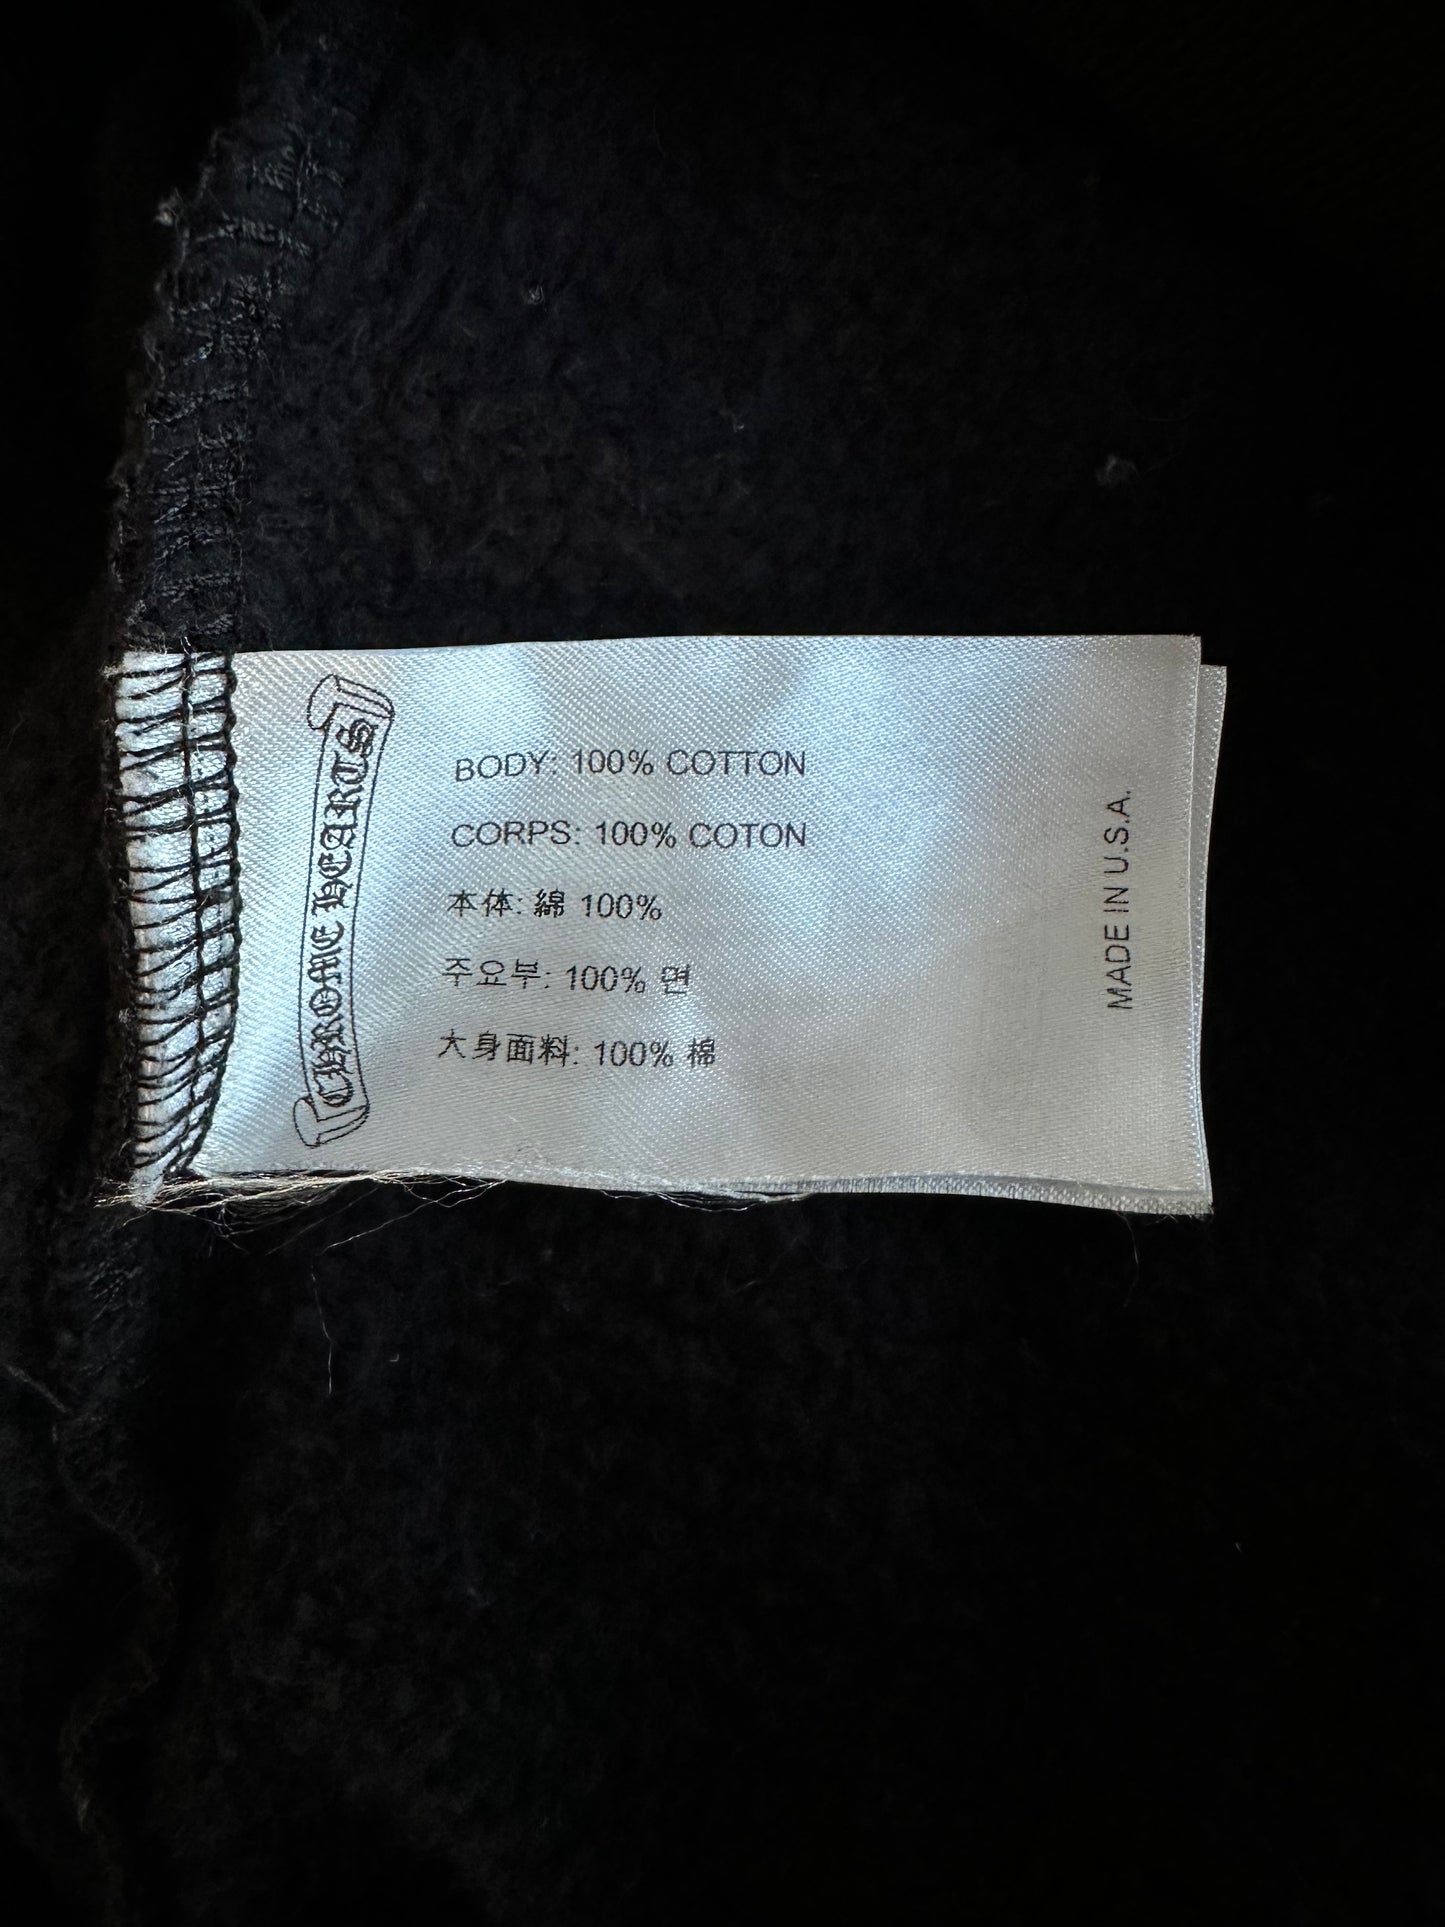 CHROME HEARTS
BODY: 100% COTTON
CORPS: 100% COTON
本体: 綿 100%
주요부: 100% 면
大身面料: 100% 棉
MADE IN U.S.A.